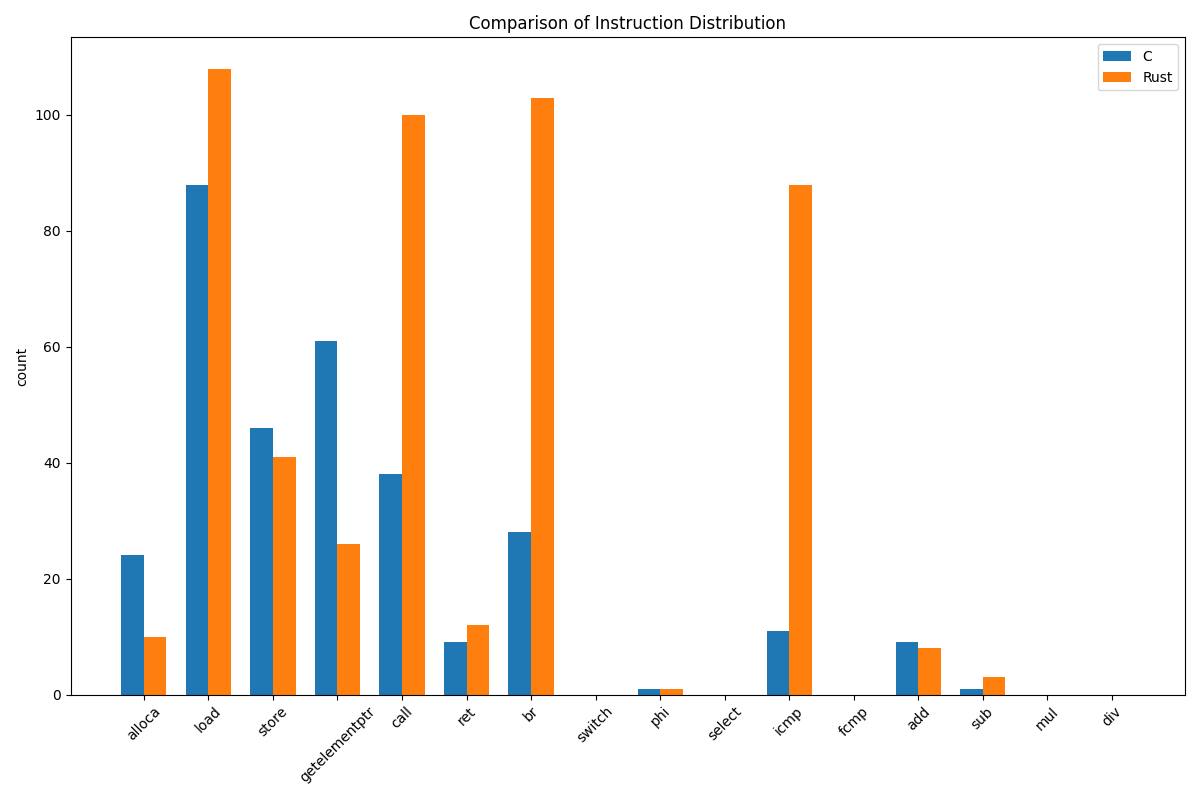 Comparison of Instruction Distribution
C
Rust
count
100
80
60
40
20
0
alloca
load
store
getelementptr
call
ret
br
switch
phi
select
icmp
fcmp
add
sub
mul
div